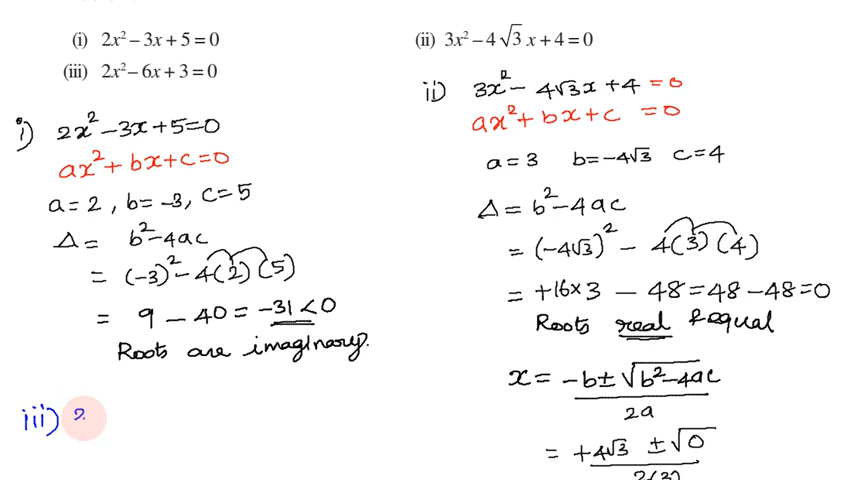 (i) 2x² – 3x + 5 = 0
(ii) 3x² – 4√3 x + 4 = 0
(iii) 2x² – 6x + 3 = 0
i) 2x² – 3x + 5 = 0
ax² + bx + c = 0
a = 2 , b = –3, c = 5
Δ = b² – 4ac
= (–3)² – 4(2)(5)
= 9 – 40 = –31 < 0
Roots are imaginary.
iii) 2
ii) 3x² – 4√3x + 4 = 0
ax² + bx + c = 0
a = 3 b = –4√3 c = 4
Δ = b² – 4ac
= (–4√3)² – 4(3)(4)
= +16×3 – 48 = 48 – 48 = 0
Roots real & equal
x = –b ± √b² – 4ac
2a
= +4√3 ± √0
2(3)